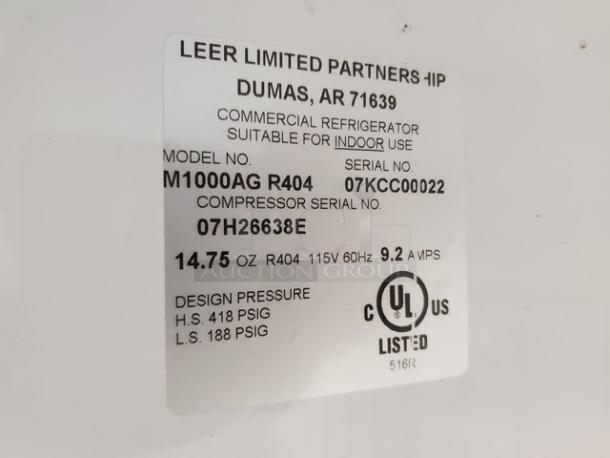 LEER LIMITED PARTNERSHIP
DUMAS, AR 71639
COMMERCIAL REFRIGERATOR
SUITABLE FOR INDOOR USE
MODEL NO. SERIAL NO.
M1000AG R404 07KCC00022
COMPRESSOR SERIAL NO.
07H26638E
14.75 OZ R404 115V 60Hz 9.2 AMPS
AUCTION GROUP
DESIGN PRESSURE
H.S. 418 PSIG
L.S. 188 PSIG
C UL ® US
LISTED
516R